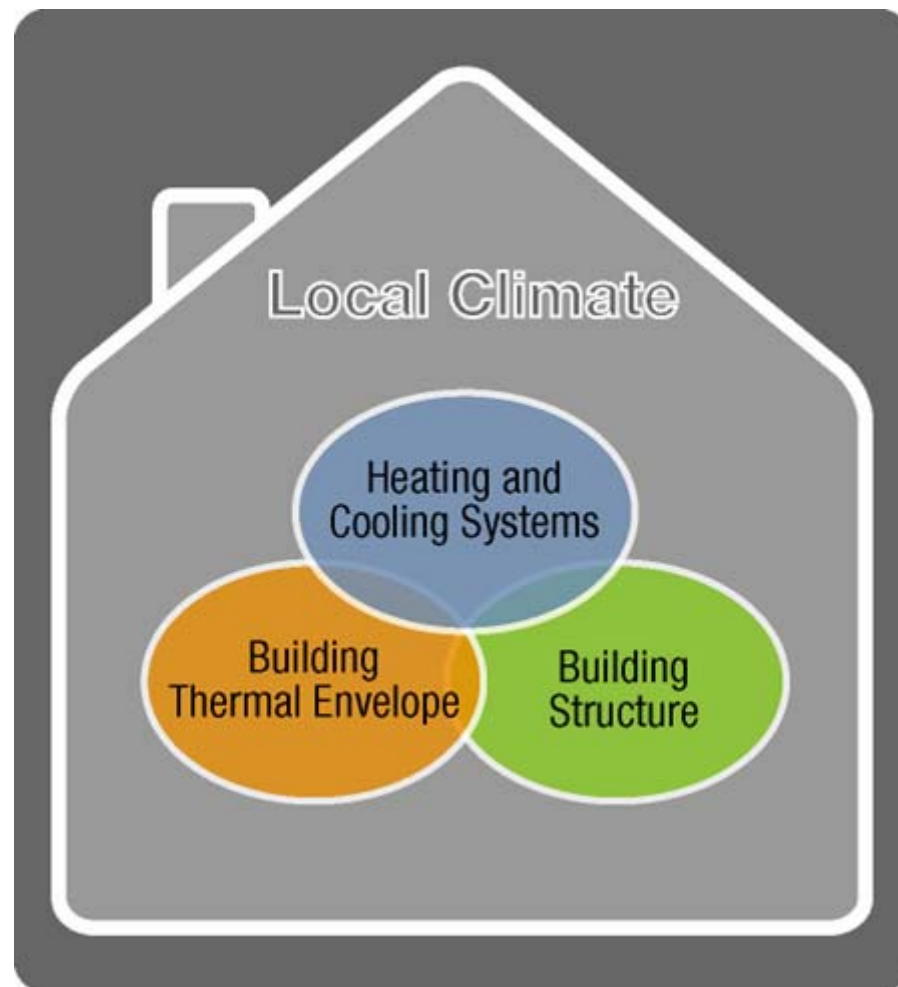 Local Climate
Heating and
Cooling Systems
Building
Thermal Envelope
Building
Structure